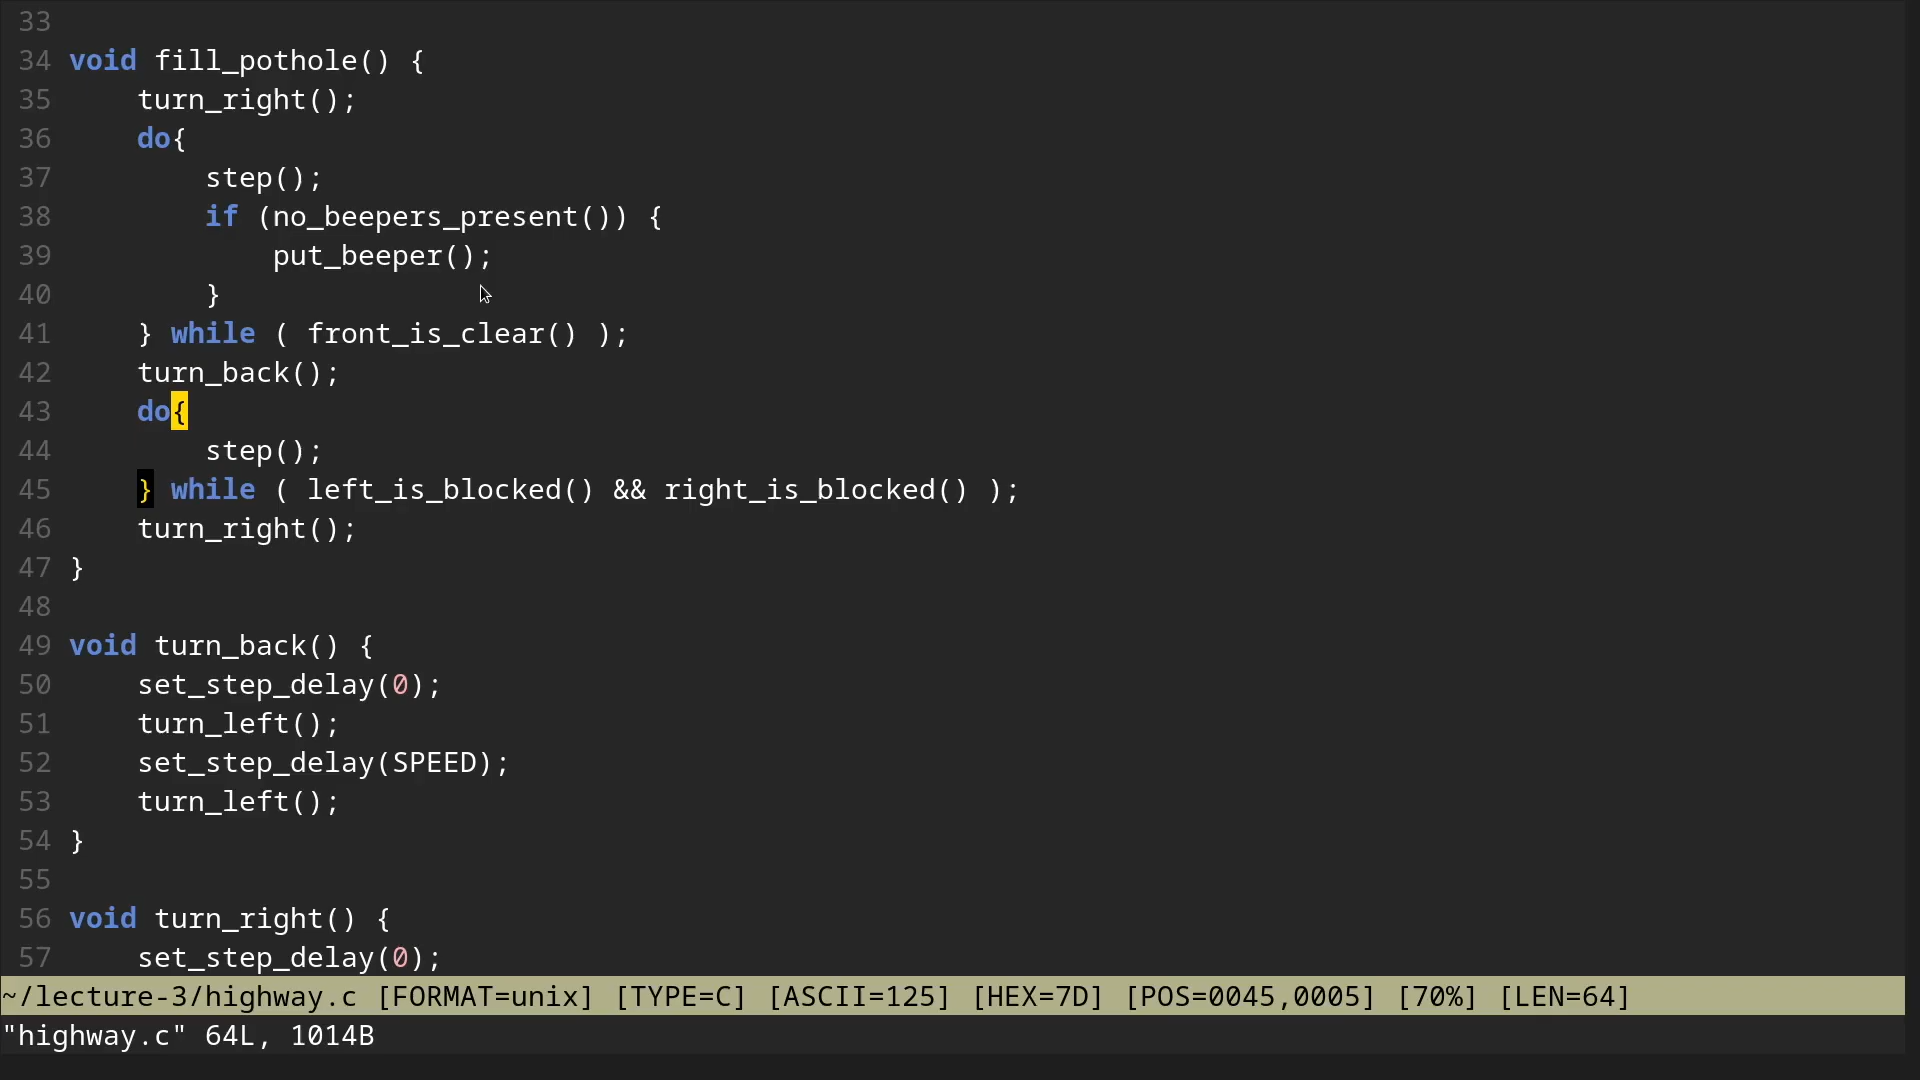 33
34 void fill_pothole() {
35     turn_right();
36     do{
37         step();
38         if (no_beepers_present()) {
39             put_beeper();
40         }
41     } while ( front_is_clear() );
42     turn_back();
43     do{
44         step();
45     } while ( left_is_blocked() && right_is_blocked() );
46     turn_right();
47 }
48
49 void turn_back() {
50     set_step_delay(0);
51     turn_left();
52     set_step_delay(SPEED);
53     turn_left();
54 }
55
56 void turn_right() {
57     set_step_delay(0);
~/lecture-3/highway.c [FORMAT=unix] [TYPE=C] [ASCII=125] [HEX=7D] [POS=0045,0005] [70%] [LEN=64]
"highway.c" 64L, 1014B